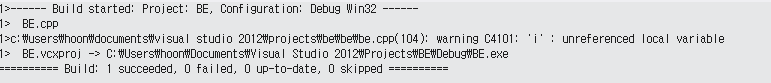 1>------ Build started: Project: BE, Configuration: Debug Win32 ------
1>  BE.cpp
1>c:₩users₩hoon₩documents₩visual studio 2012₩projects₩be₩be₩be.cpp(104): warning C4101: 'i' : unreferenced local variable
1>  BE.vcxproj -> C:₩Users₩hoon₩Documents₩Visual Studio 2012₩Projects₩BE₩Debug₩BE.exe
========== Build: 1 succeeded, 0 failed, 0 up-to-date, 0 skipped ==========